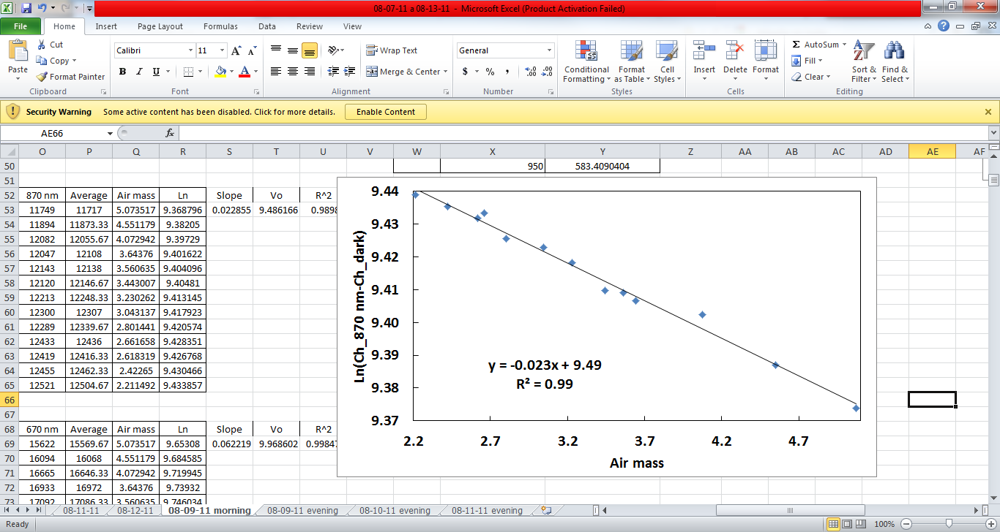 08-07-11 a 08-13-11 - Microsoft Excel (Product Activation Failed)
File Home Insert Page Layout Formulas Data Review View
Paste Cut Copy Format Painter Clipboard
Calibri 11 B I U A A A Font
Wrap Text Merge & Center Alignment
General $ % , .00 .0 Number
Conditional Formatting Format as Table Cell Styles Styles
Insert Delete Format Cells
Σ AutoSum Fill Clear Sort & Filter Find & Select Editing
Security Warning Some active content has been disabled. Click for more details. Enable Content
AE66 fx
O P Q R S T U V W X Y Z AA AB AC AD AE AF
50 950 583.4090404
51
52 870 nm Average Air mass Ln Slope Vo R^2
53 11749 11717 5.073517 9.368796 0.022855 9.486166 0.9898
54 11894 11873.33 4.551179 9.38205
55 12082 12055.67 4.072942 9.39729
56 12047 12108 3.64376 9.401622
57 12143 12138 3.560635 9.404096
58 12120 12146.67 3.443007 9.40481
59 12213 12248.33 3.230262 9.413145
60 12300 12307 3.043137 9.417923
61 12289 12339.67 2.801441 9.420574
62 12433 12436 2.661658 9.428351
63 12419 12416.33 2.618319 9.426768
64 12455 12462.33 2.42265 9.430466
65 12521 12504.67 2.211492 9.433857
66
67
68 670 nm Average Air mass Ln Slope Vo R^2
69 15622 15569.67 5.073517 9.65308 0.062219 9.968602 0.99847
70 16094 16068 4.551179 9.684585
71 16665 16646.33 4.072942 9.719945
72 16933 16972 3.64376 9.73932
73 17092 17086.33 3.560635 9.746034
Ln(Ch_870 nm-Ch_dark)
9.44
9.43
9.42
9.41
9.40
9.39
9.38
9.37
y = -0.023x + 9.49
R² = 0.99
2.2 2.7 3.2 3.7 4.2 4.7
Air mass
08-11-11 08-12-11 08-09-11 morning 08-09-11 evening 08-10-11 evening 08-11-11 evening
Ready 100%